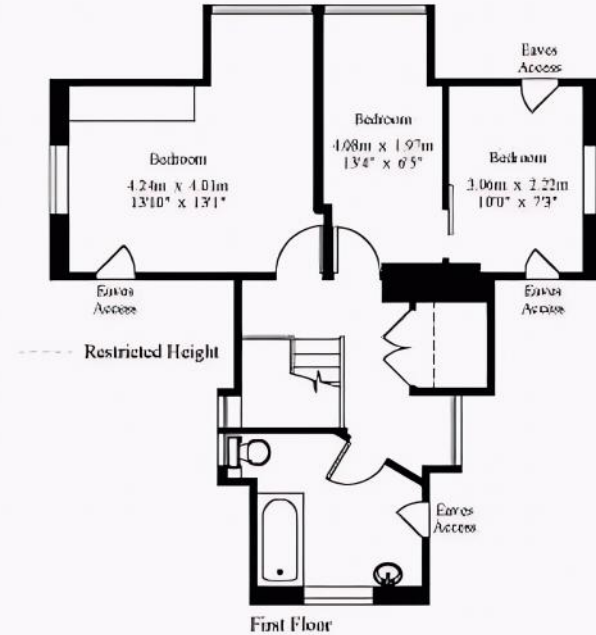 Eaves
Access
Bedroom
4.24m x 4.01m
13'10" x 13'1"
Bedroom
4.08m x 1.97m
13'4" x 6'5"
Bedroom
3.06m x 2.22m
10'0" x 7'3"
Eaves
Access
Eaves
Access
Restricted Height
Eaves
Access
First Floor